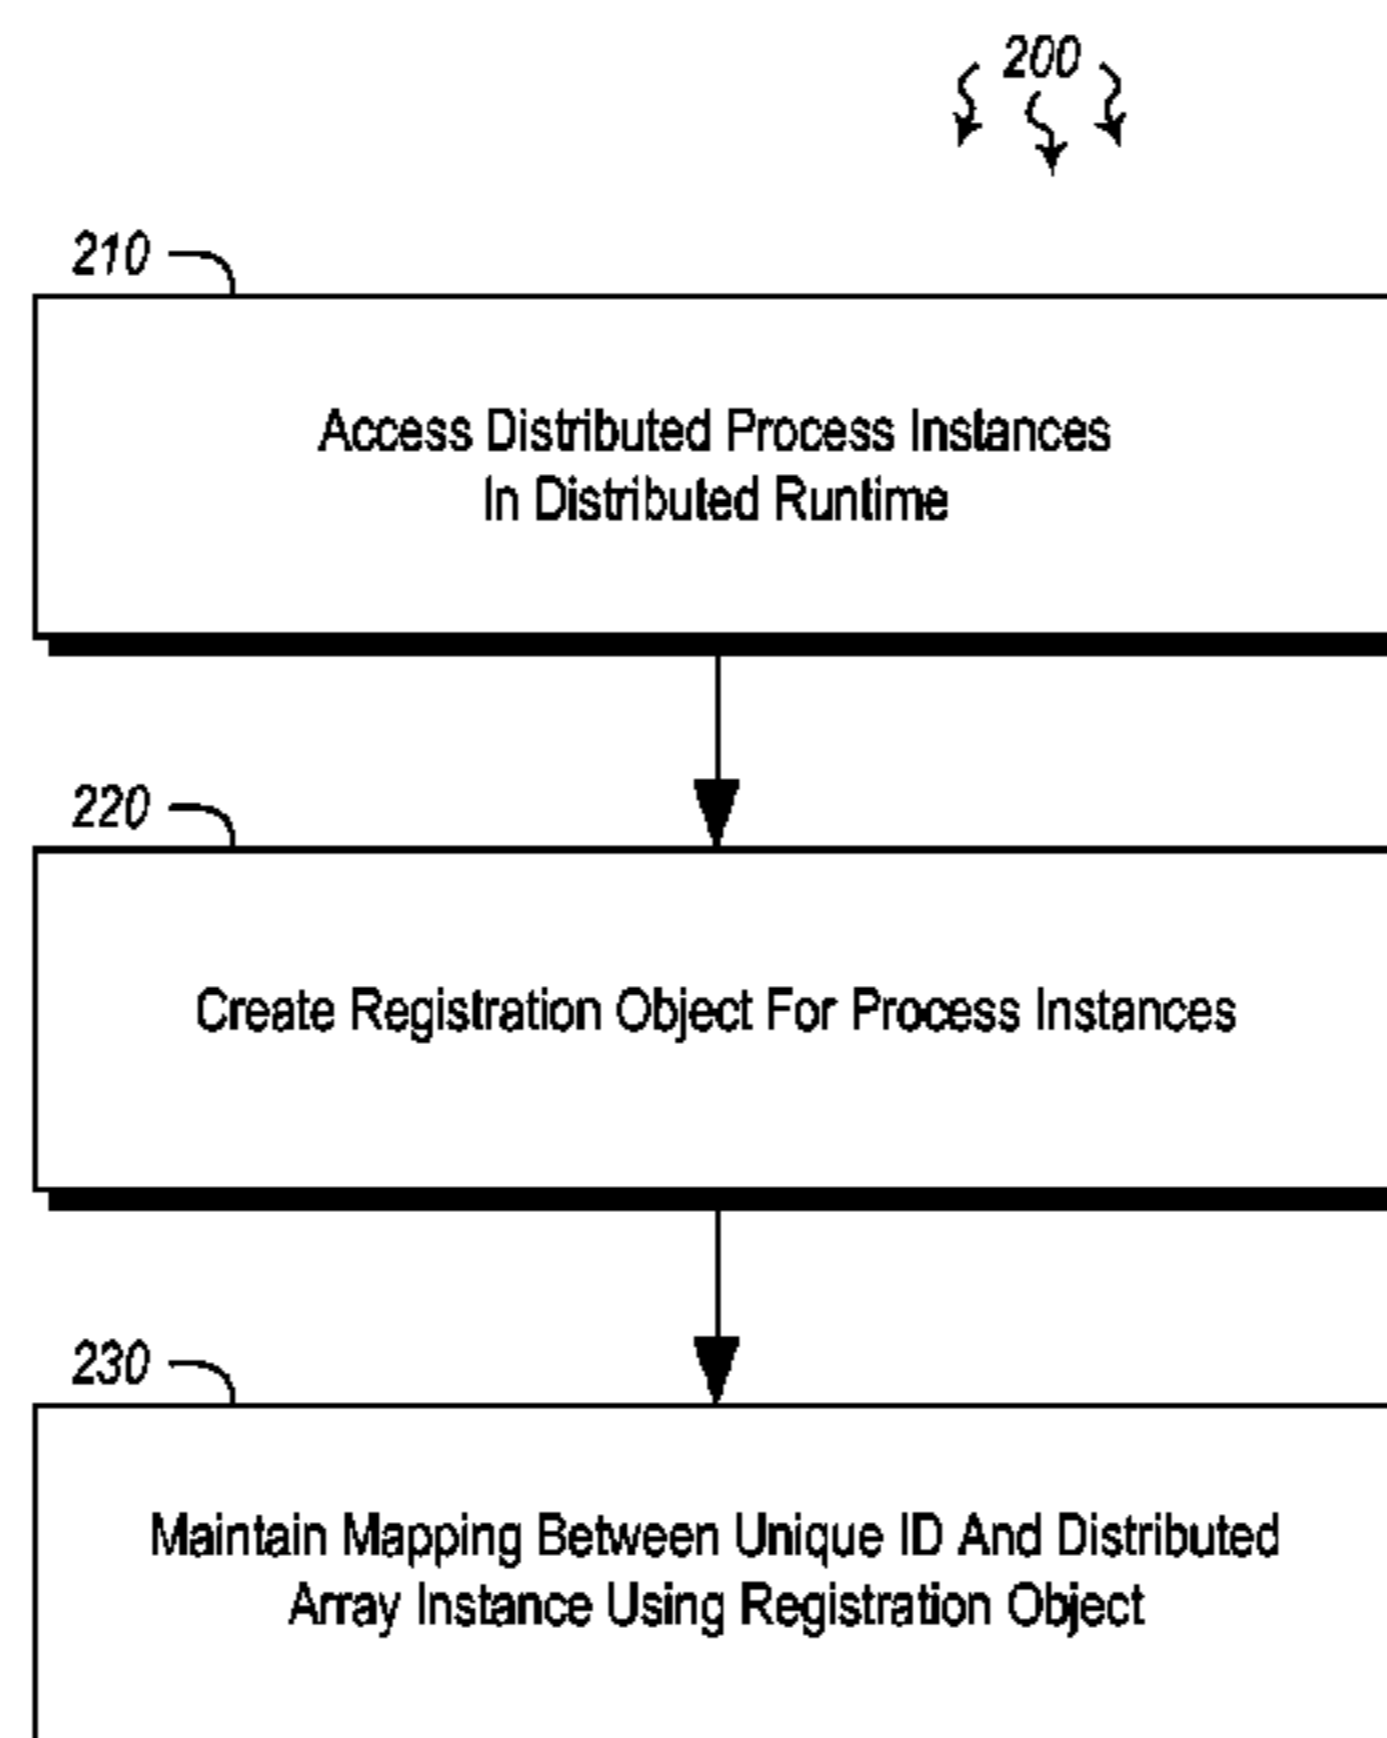 200
210
Access Distributed Process Instances
In Distributed Runtime
220
Create Registration Object For Process Instances
230
Maintain Mapping Between Unique ID And Distributed
Array Instance Using Registration Object